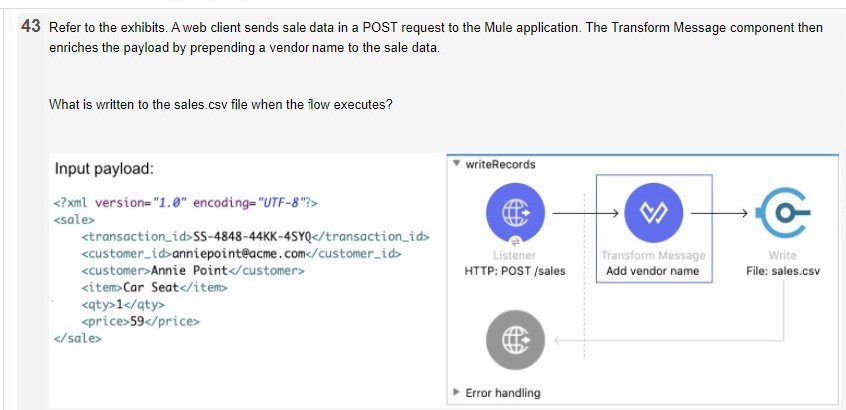 43 Refer to the exhibits. A web client sends sale data in a POST request to the Mule application. The Transform Message component then
enriches the payload by prepending a vendor name to the sale data.
What is written to the sales.csv file when the flow executes?
Input payload:
<?xml version="1.0" encoding="UTF-8"?>
<sale>
<transaction_id>SS-4848-44KK-4SYQ</transaction_id>
<customer_id>anniepoint@acme.com</customer_id>
<customer>Annie Point</customer>
<item>Car Seat</item>
<qty>1</qty>
<price>59</price>
</sale>
writeRecords
Listener
HTTP: POST /sales
Transform Message
Add vendor name
Write
File: sales.csv
Error handling